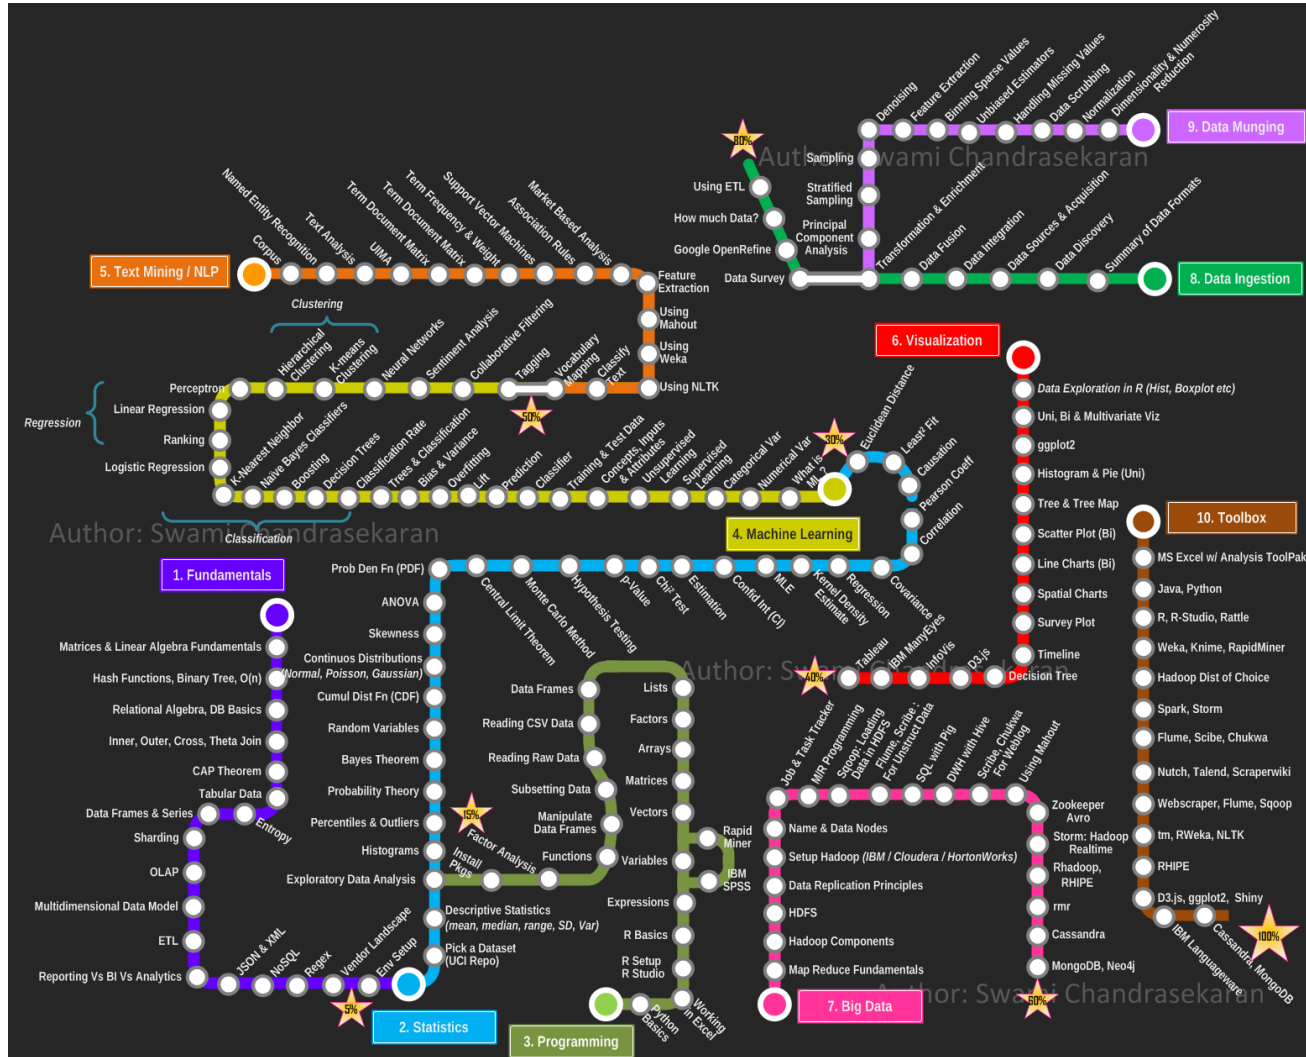 Dimensionality & Numerosity
Reduction
Normalization
Data Scrubbing
Handling Missing Values
Unbiased Estimators
Binning Sparse Values
Feature Extraction
Denoising
9. Data Munging
80%
Author: Swami Chandrasekaran
Sampling
Stratified
Sampling
Principal
Component
Analysis
Using ETL
How much Data?
Google OpenRefine
Data Survey
Transformation & Enrichment
Data Fusion
Data Integration
Data Sources & Acquisition
Data Discovery
Summary of Data Formats
8. Data Ingestion
5. Text Mining / NLP
Corpus
Named Entity Recognition
Text Analysis
UIMA
Term Document Matrix
Term Document Matrix
Term Frequency & Weight
Support Vector Machines
Association Rules
Market Based Analysis
Feature
Extraction
Using
Mahout
Using
Weka
Using NLTK
Classify
Text
Vocabulary
Mapping
Tagging
50%
Collaborative Filtering
Sentiment Analysis
Neural Networks
K-means
Clustering
Hierarchical
Clustering
Clustering
Perceptron
Linear Regression
Regression
Ranking
Logistic Regression
K-Nearest Neighbor
Naïve Bayes Classifiers
Boosting
Decision Trees
Classification Rate
Trees & Classification
Bias & Variance
Overfitting
Lift
Prediction
Classifier
Training & Test Data
Concepts, Inputs
& Attributes
Unsupervised
Learning
Supervised
Learning
Categorical Var
Numerical Var
What is
ML?
30%
Classification
Author: Swami Chandrasekaran
4. Machine Learning
Euclidean Distance
Least² Fit
Causation
Pearson Coeff
Correlation
Covariance
Regression
Kernel Density
Estimate
MLE
Confid Int (CI)
Estimation
Chi² Test
p-Value
Hypothesis Testing
Monte Carlo Method
Central Limit Theorem
Prob Den Fn (PDF)
ANOVA
Skewness
Continuos Distributions
(Normal, Poisson, Gaussian)
Cumul Dist Fn (CDF)
Random Variables
Bayes Theorem
Probability Theory
Percentiles & Outliers
Histograms
Exploratory Data Analysis
Descriptive Statistics
(mean, median, range, SD, Var)
Pick a Dataset
(UCI Repo)
2. Statistics
1. Fundamentals
Matrices & Linear Algebra Fundamentals
Hash Functions, Binary Tree, O(n)
Relational Algebra, DB Basics
Inner, Outer, Cross, Theta Join
CAP Theorem
Tabular Data
Entropy
Data Frames & Series
Sharding
OLAP
Multidimensional Data Model
ETL
Reporting Vs BI Vs Analytics
JSON & XML
NoSQL
Regex
Vendor Landscape
Env Setup
5%
15%
Install
Pkgs
Factor Analysis
Functions
Manipulate
Data Frames
Subsetting Data
Reading Raw Data
Reading CSV Data
Data Frames
Lists
Factors
Arrays
Matrices
Vectors
Variables
Rapid
Miner
IBM
SPSS
Expressions
R Basics
R Setup
R Studio
Working
in Excel
Python
Basics
3. Programming
6. Visualization
Data Exploration in R (Hist, Boxplot etc)
Uni, Bi & Multivariate Viz
ggplot2
Histogram & Pie (Uni)
Tree & Tree Map
Scatter Plot (Bi)
Line Charts (Bi)
Spatial Charts
Survey Plot
Timeline
Decision Tree
D3.js
InfoVis
IBM ManyEyes
Tableau
40%
Author: Swami Chandrasekaran
7. Big Data
Map Reduce Fundamentals
Hadoop Components
HDFS
Data Replication Principles
Setup Hadoop (IBM / Cloudera / HortonWorks)
Name & Data Nodes
Job & Task Tracker
M/R Programming
Sqoop: Loading
Data in HDFS
Flume, Scribe :
For Unstruct Data
SQL with Pig
DWH with Hive
Scribe, Chukwa
For Weblog
Using Mahout
Zookeeper
Avro
Storm: Hadoop
Realtime
Rhadoop,
RHIPE
rmr
Cassandra
MongoDB, Neo4j
60%
Author: Swami Chandrasekaran
10. Toolbox
MS Excel w/ Analysis ToolPak
Java, Python
R, R-Studio, Rattle
Weka, Knime, RapidMiner
Hadoop Dist of Choice
Spark, Storm
Flume, Scibe, Chukwa
Nutch, Talend, Scraperwiki
Webscraper, Flume, Sqoop
tm, RWeka, NLTK
RHIPE
D3.js, ggplot2, Shiny
IBM Languageware
Cassandra, MongoDB
100%